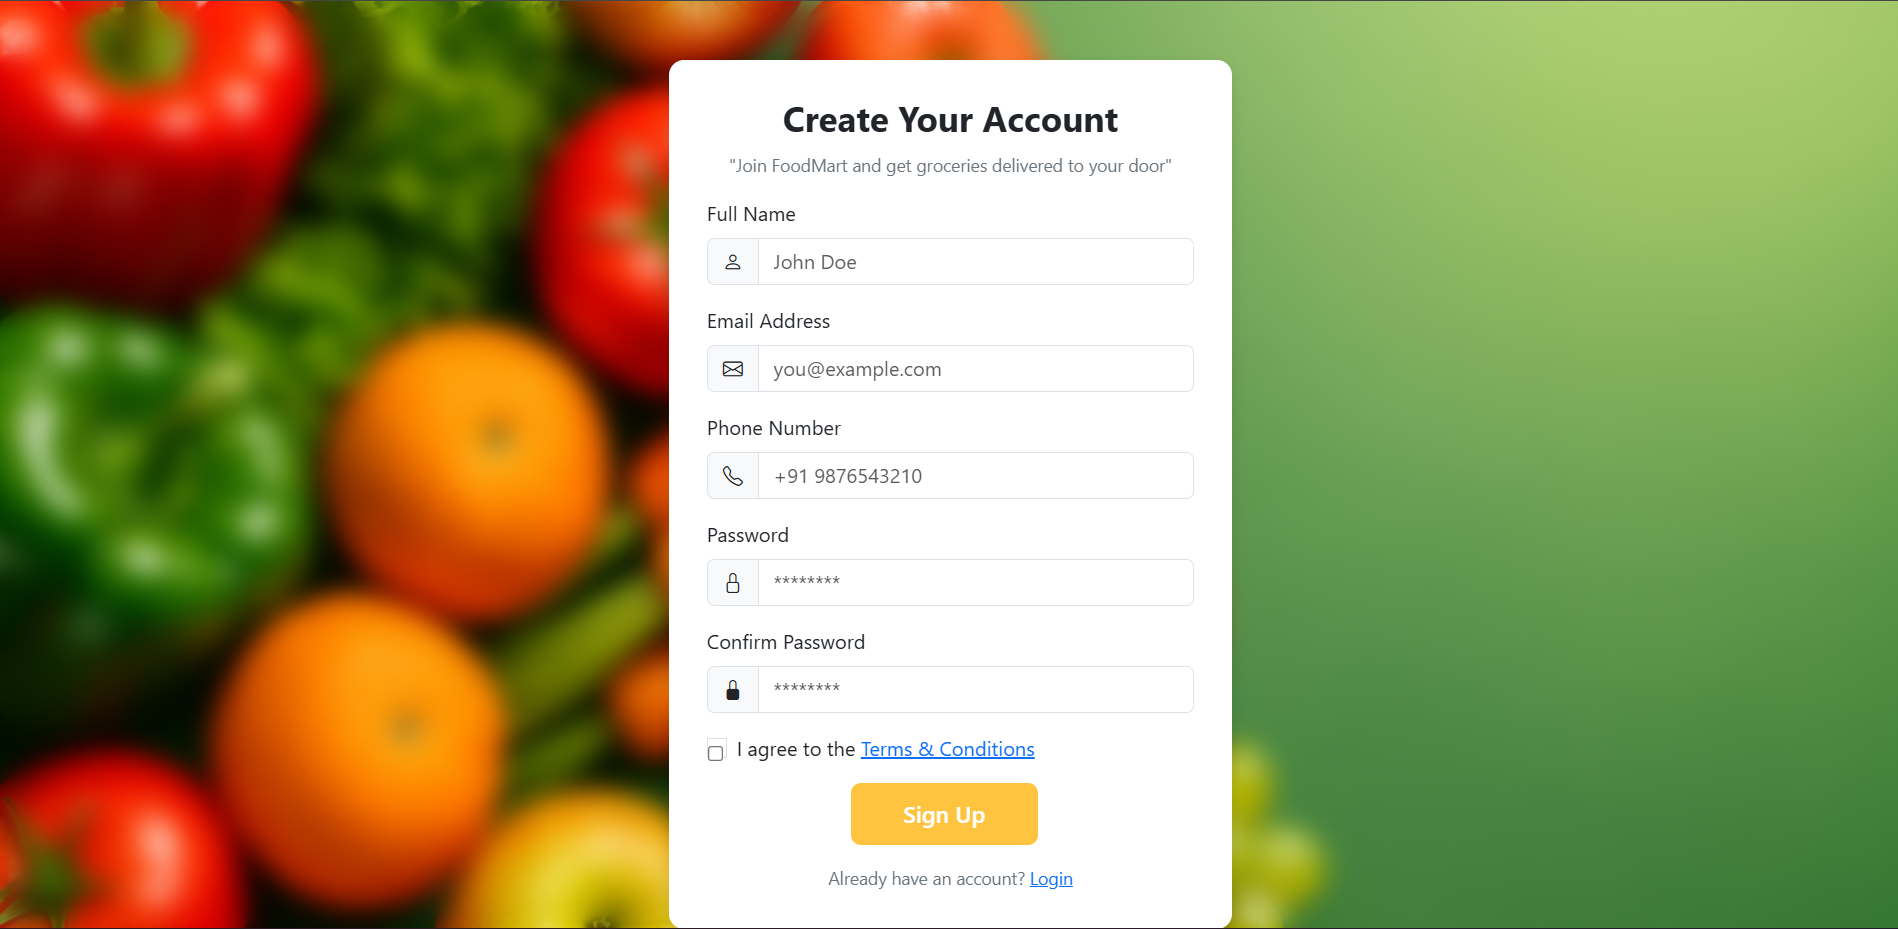 Create Your Account
"Join FoodMart and get groceries delivered to your door"
Full Name
John Doe
Email Address
you@example.com
Phone Number
+91 9876543210
Password
********
Confirm Password
********
I agree to the Terms & Conditions
Sign Up
Already have an account? Login